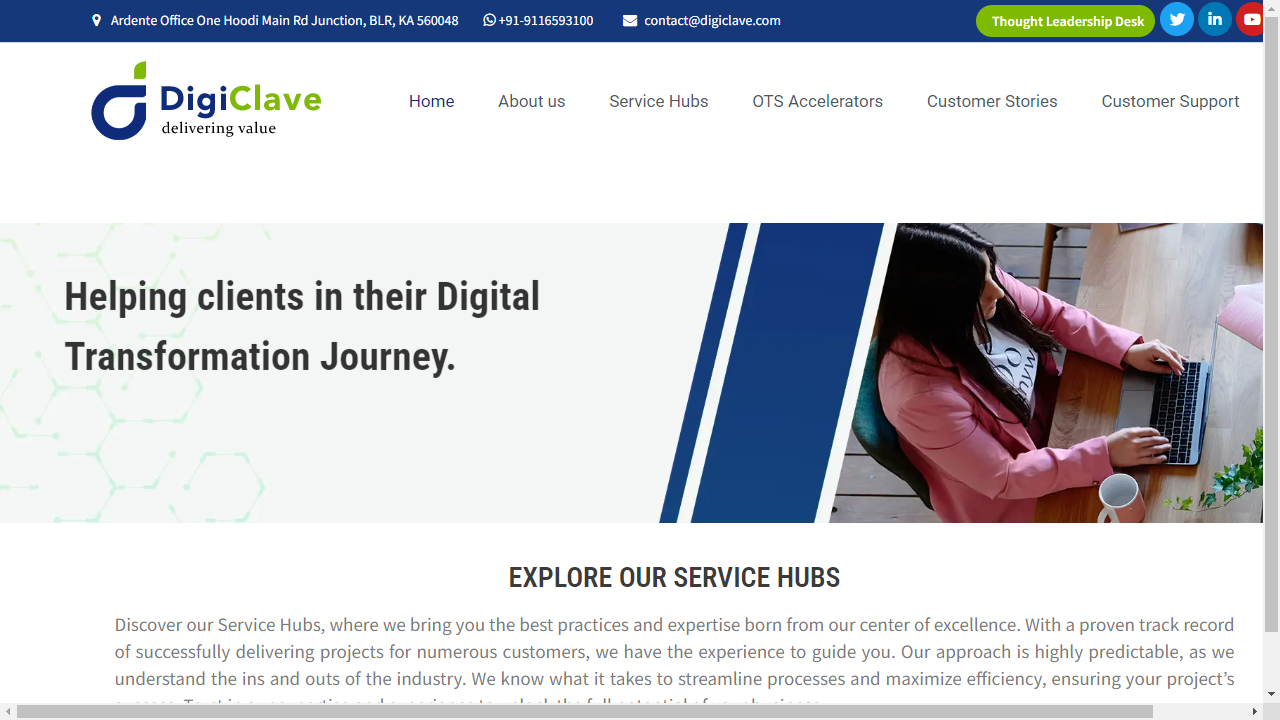 Ardente Office One Hoodi Main Rd Junction, BLR, KA 560048 +91-9116593100 contact@digiclave.com Thought Leadership Desk
DigiClave
delivering value
Home About us Service Hubs OTS Accelerators Customer Stories Customer Support
Helping clients in their Digital
Transformation Journey.
EXPLORE OUR SERVICE HUBS
Discover our Service Hubs, where we bring you the best practices and expertise born from our center of excellence. With a proven track record
of successfully delivering projects for numerous customers, we have the experience to guide you. Our approach is highly predictable, as we
understand the ins and outs of the industry. We know what it takes to streamline processes and maximize efficiency, ensuring your project's